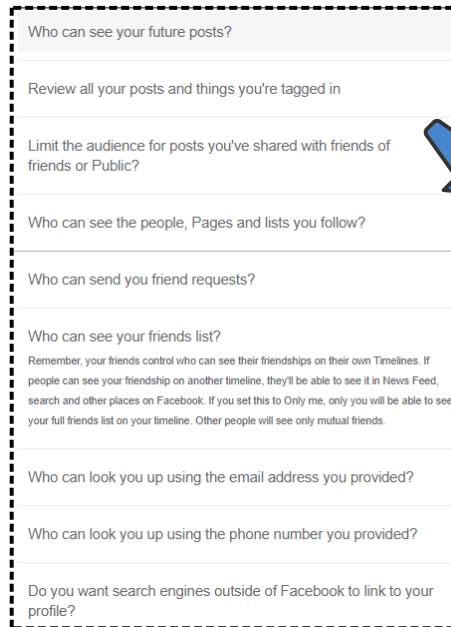 Who can see your future posts?
Review all your posts and things you're tagged in
Limit the audience for posts you've shared with friends of
friends or Public?
Who can see the people, Pages and lists you follow?
Who can send you friend requests?
Who can see your friends list?
Remember, your friends control who can see their friendships on their own Timelines. If
people can see your friendship on another timeline, they'll be able to see it in News Feed,
search and other places on Facebook. If you set this to Only me, only you will be able to see
your full friends list on your timeline. Other people will see only mutual friends.
Who can look you up using the email address you provided?
Who can look you up using the phone number you provided?
Do you want search engines outside of Facebook to link to your
profile?